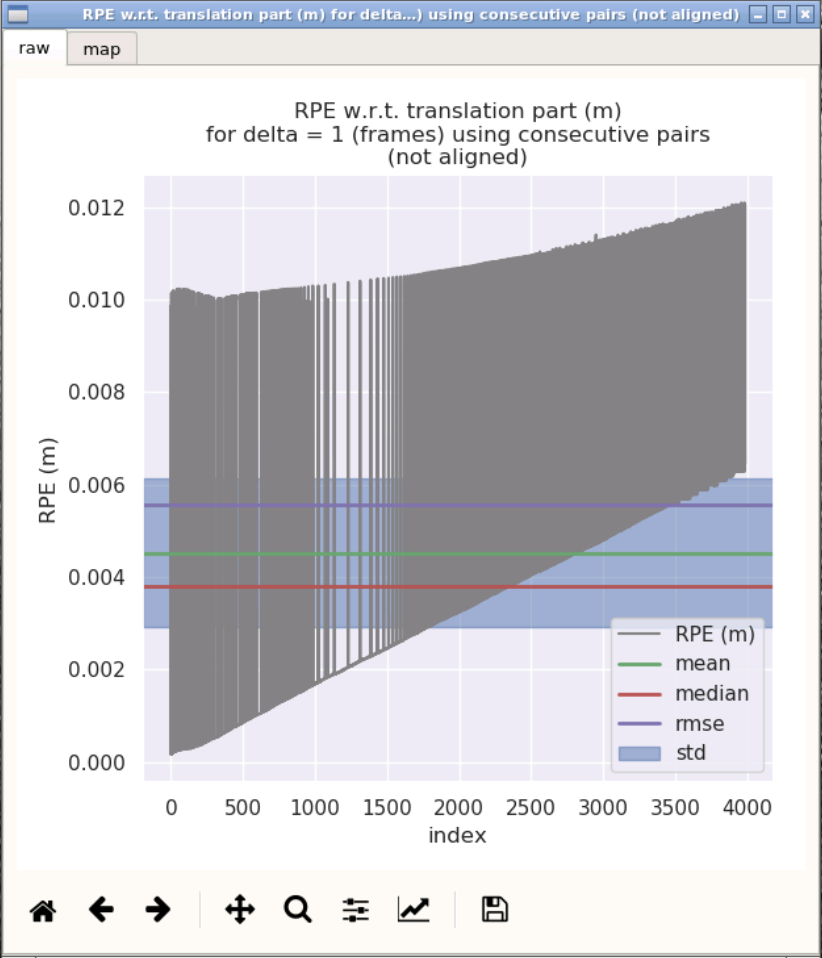 RPE w.r.t. translation part (m) for delta...) using consecutive pairs (not aligned)
raw map
RPE w.r.t. translation part (m)
for delta = 1 (frames) using consecutive pairs
(not aligned)
0.012
0.010
0.008
0.006
0.004
0.002
0.000
RPE (m)
RPE (m)
mean
median
rmse
std
0 500 1000 1500 2000 2500 3000 3500 4000
index